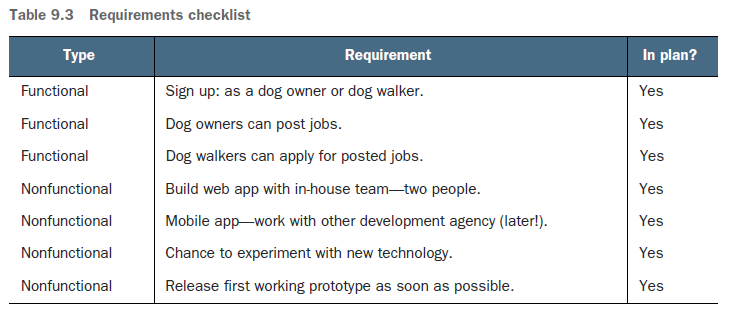 Table 9.3 Requirements checklist
Type Requirement In plan?
Functional Sign up: as a dog owner or dog walker. Yes
Functional Dog owners can post jobs. Yes
Functional Dog walkers can apply for posted jobs. Yes
Nonfunctional Build web app with in-house team—two people. Yes
Nonfunctional Mobile app—work with other development agency (later!). Yes
Nonfunctional Chance to experiment with new technology. Yes
Nonfunctional Release first working prototype as soon as possible. Yes